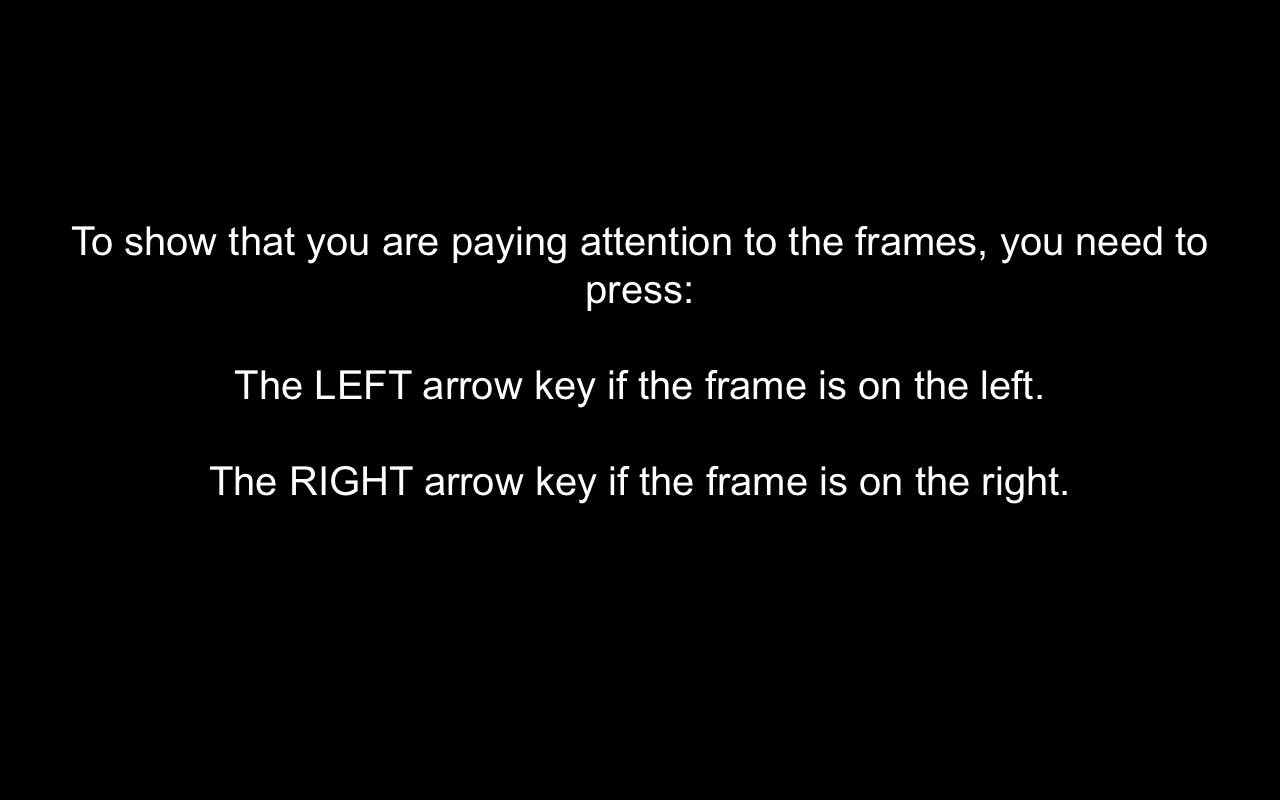 To show that you are paying attention to the frames, you need to
press:
The LEFT arrow key if the frame is on the left.
The RIGHT arrow key if the frame is on the right.